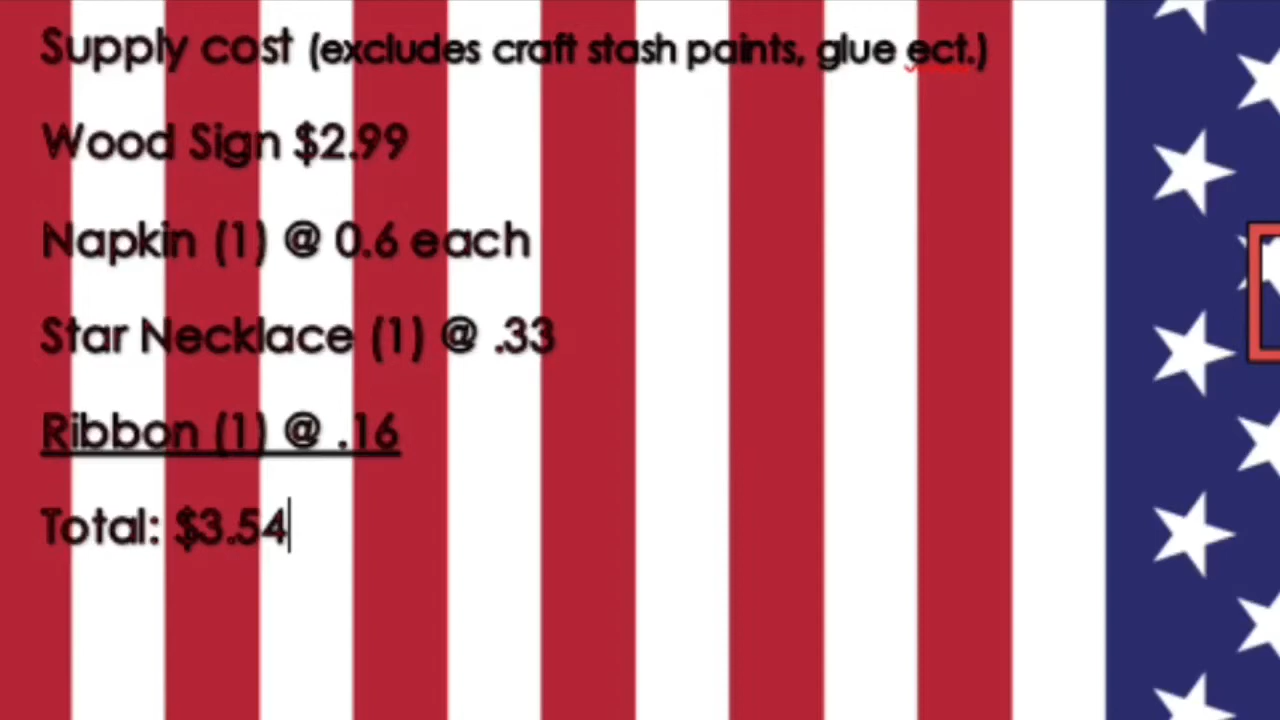 Supply cost (excludes craft stash paints, glue ect.)
Wood Sign $2.99
Napkin (1) @ 0.6 each
Star Necklace (1) @ .33
Ribbon (1) @ .16
Total: $3.54